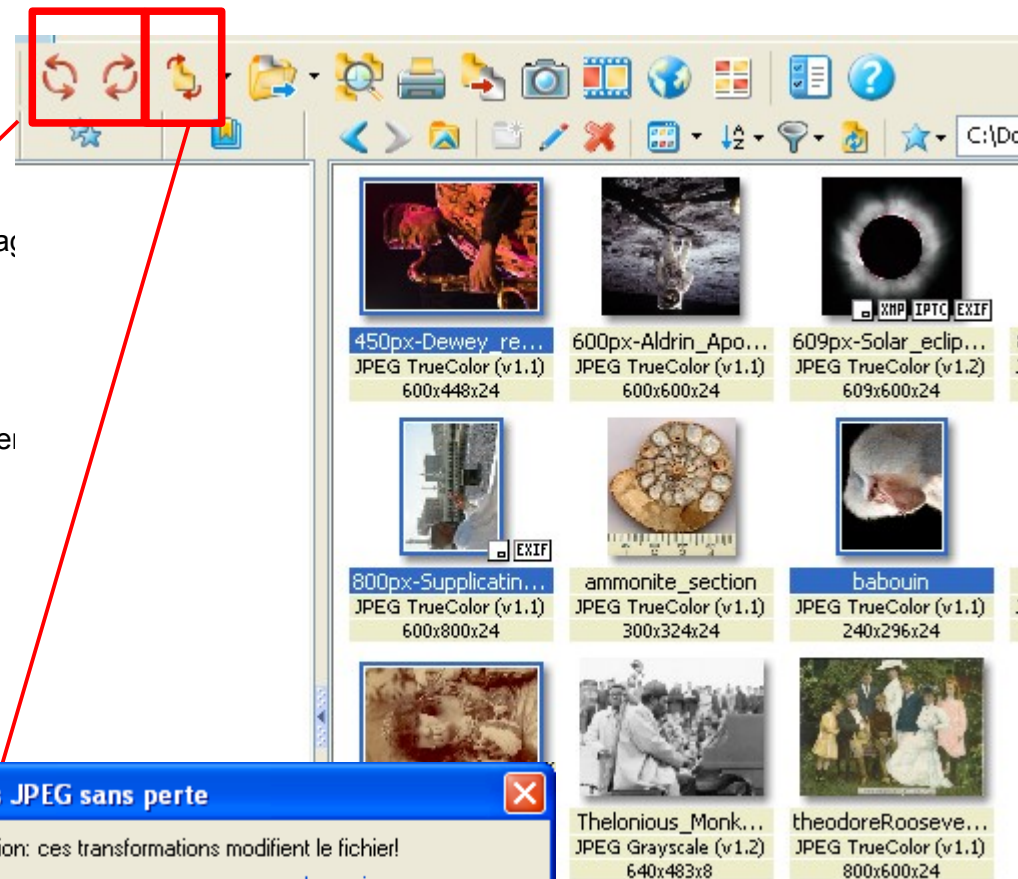 C:\Do
XMP IPTC EXIF
450px-Dewey_re...
600px-Aldrin_Apo...
609px-Solar_eclip...
JPEG TrueColor (v1.1)
JPEG TrueColor (v1.1)
JPEG TrueColor (v1.2)
600x448x24
600x600x24
609x600x24
EXIF
800px-Supplicatin...
ammonite_section
babouin
JPEG TrueColor (v1.1)
JPEG TrueColor (v1.1)
JPEG TrueColor (v1.1)
600x800x24
300x324x24
240x296x24
s JPEG sans perte
ion: ces transformations modifient le fichier!
Thelonious_Monk...
theodoreRooseve...
JPEG Grayscale (v1.2)
JPEG TrueColor (v1.1)
640x483x8
800x600x24